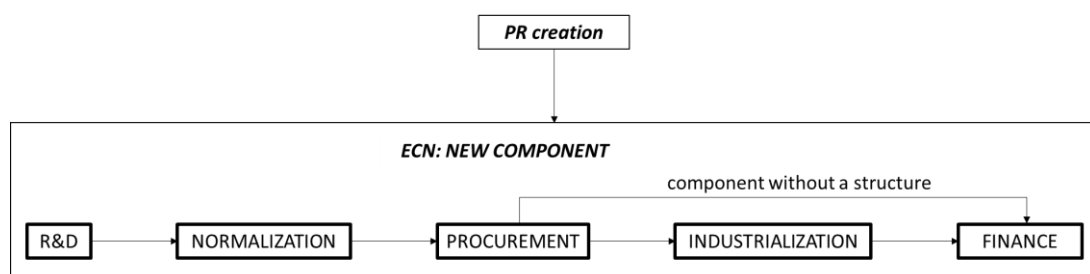 PR creation
ECN: NEW COMPONENT
component without a structure
R&D
NORMALIZATION
PROCUREMENT
INDUSTRIALIZATION
FINANCE